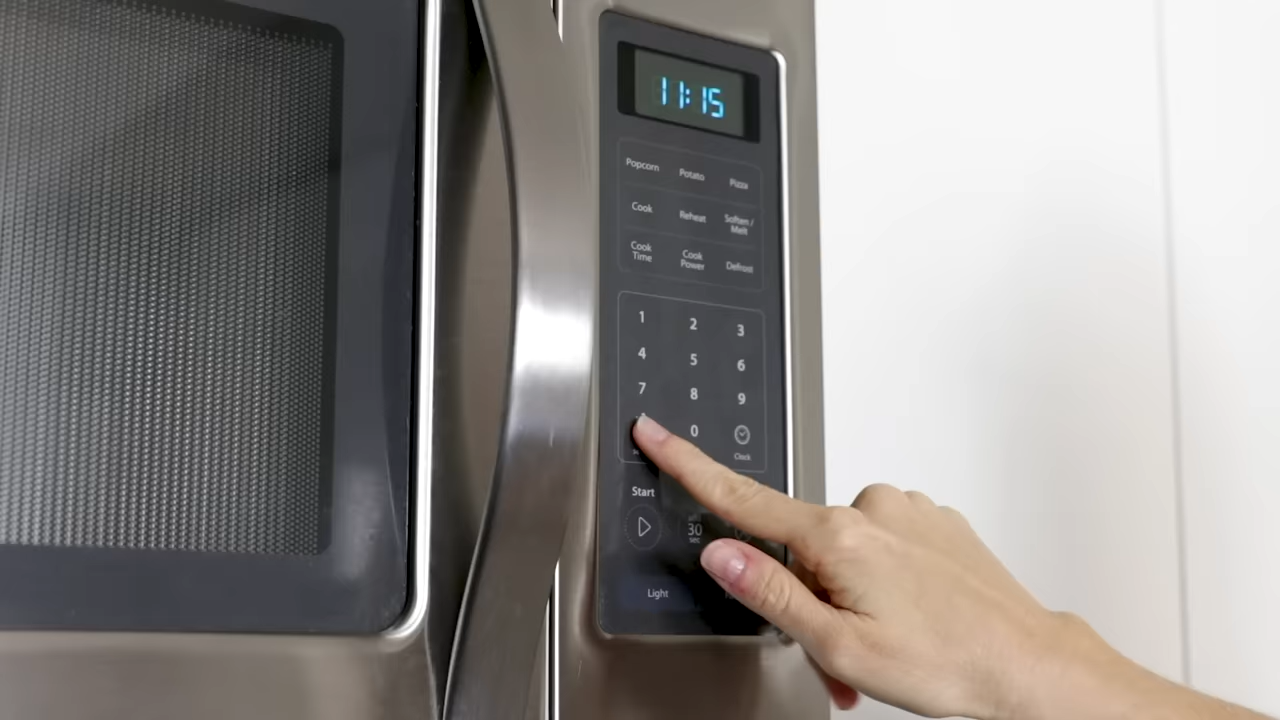 11:15
Popcorn Potato Pizza
Cook Reheat Soften /
Melt
Cook Cook Defrost
Time Power
1 2 3
4 5 6
7 8 9
0
Clock
Start
30
sec
Light